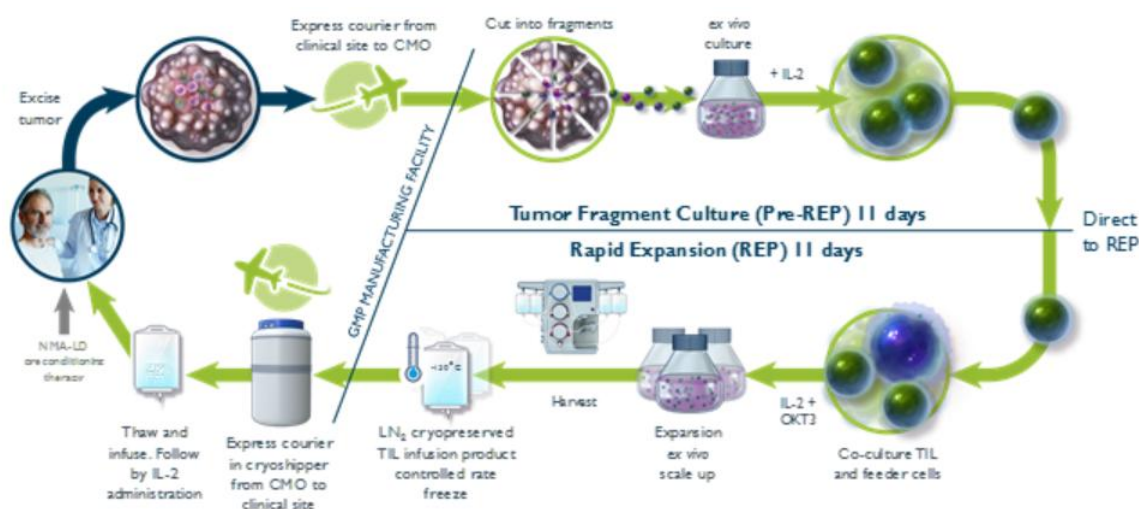 Express courier from
clinical site to CMO
Cut into fragments
ex vivo
culture
+ IL-2
Excise
tumor
GMP MANUFACTURING FACILITY
Tumor Fragment Culture (Pre-REP) 11 days
Rapid Expansion (REP) 11 days
Direct
to REP
NMA-LD
preconditioning
therapy
Thaw and
infuse. Follow
by IL-2
administration
Express courier
in cryoshipper
from CMO to
clinical site
LN₂ cryopreserved
TIL infusion product
controlled rate
freeze
Harvest
Expansion
ex vivo
scale up
IL-2 +
OKT3
Co-culture TIL
and feeder cells